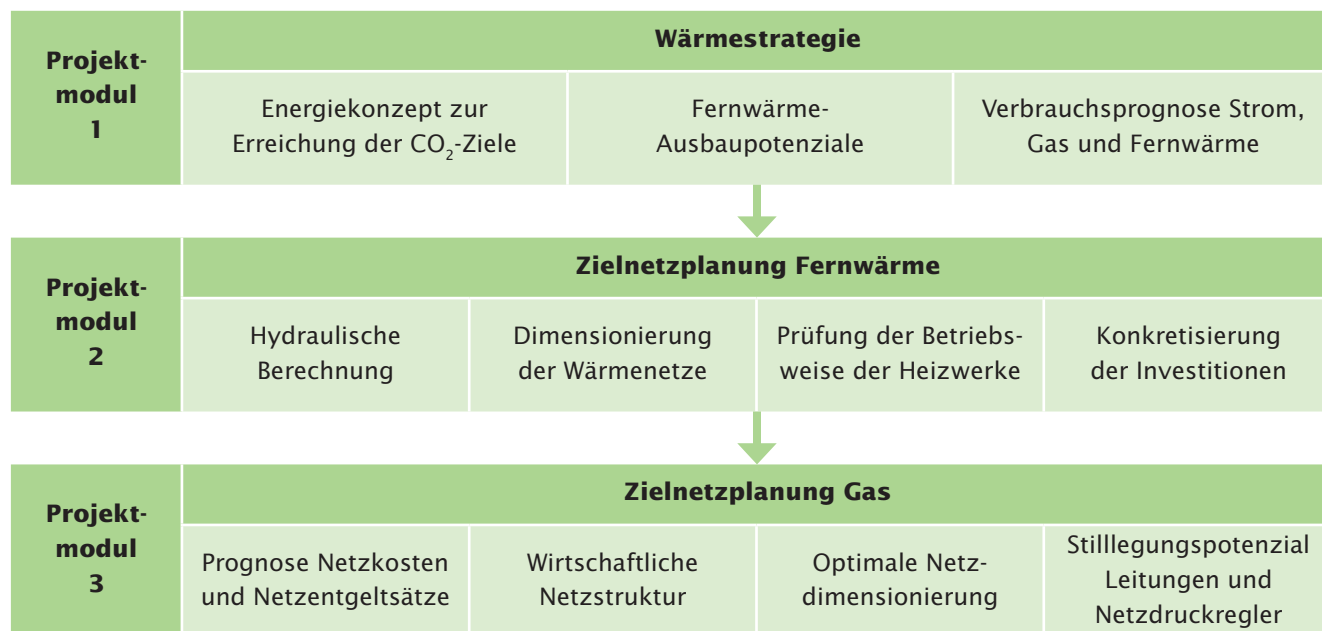 Projekt-
modul
1
Wärmestrategie
Energiekonzept zur
Erreichung der CO₂-Ziele
Fernwärme-
Ausbaupotenziale
Verbrauchsprognose Strom,
Gas und Fernwärme
Projekt-
modul
2
Zielnetzplanung Fernwärme
Hydraulische
Berechnung
Dimensionierung
der Wärmenetze
Prüfung der Betriebs-
weise der Heizwerke
Konkretisierung
der Investitionen
Projekt-
modul
3
Zielnetzplanung Gas
Prognose Netzkosten
und Netzentgeltsätze
Wirtschaftliche
Netzstruktur
Optimale Netz-
dimensionierung
Stilllegungspotenzial
Leitungen und
Netzdruckregler